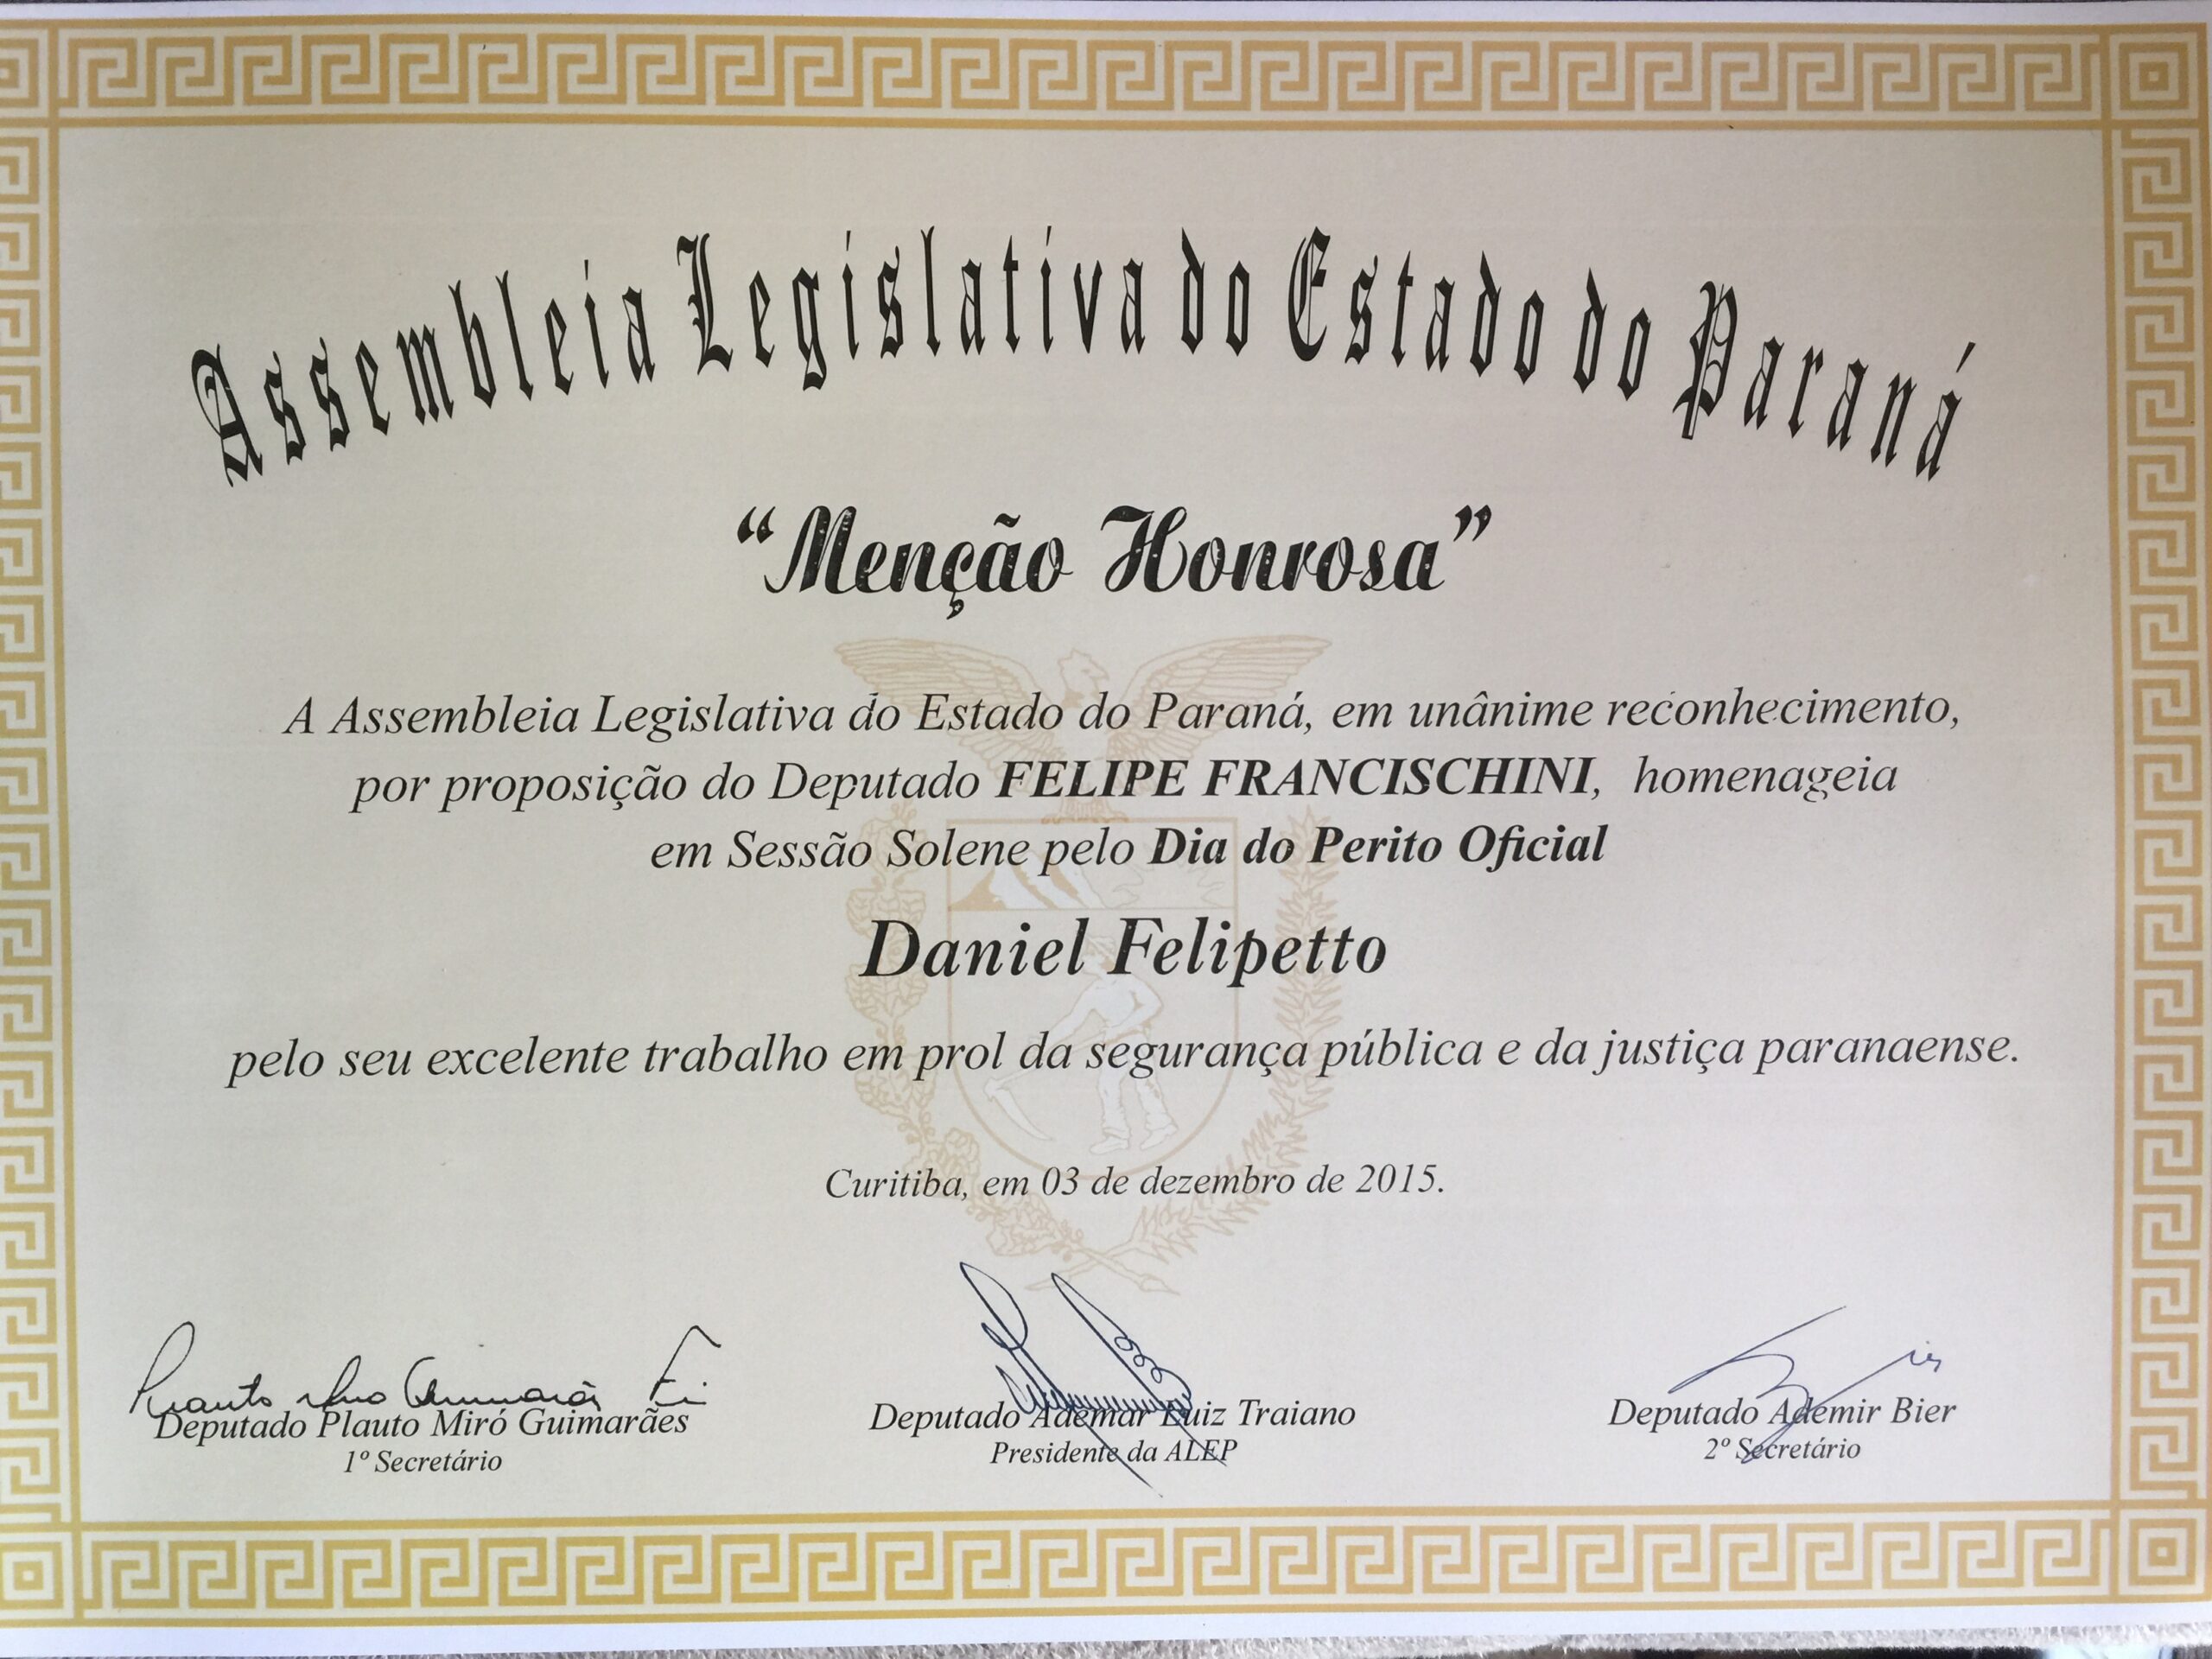 Assembleia Legislativa do Estado do Paraná
“Menção Honrosa”
A Assembleia Legislativa do Estado do Paraná, em unânime reconhecimento,
por proposição do Deputado FELIPE FRANCISCHINI, homenageia
em Sessão Solene pelo Dia do Perito Oficial
Daniel Felipetto
pelo seu excelente trabalho em prol da segurança pública e da justiça paranaense.
Curitiba, em 03 de dezembro de 2015.
Deputado Plauto Miró Guimarães
1º Secretário
Deputado Ademar Luiz Traiano
Presidente da ALEP
Deputado Ademir Bier
2º Secretário